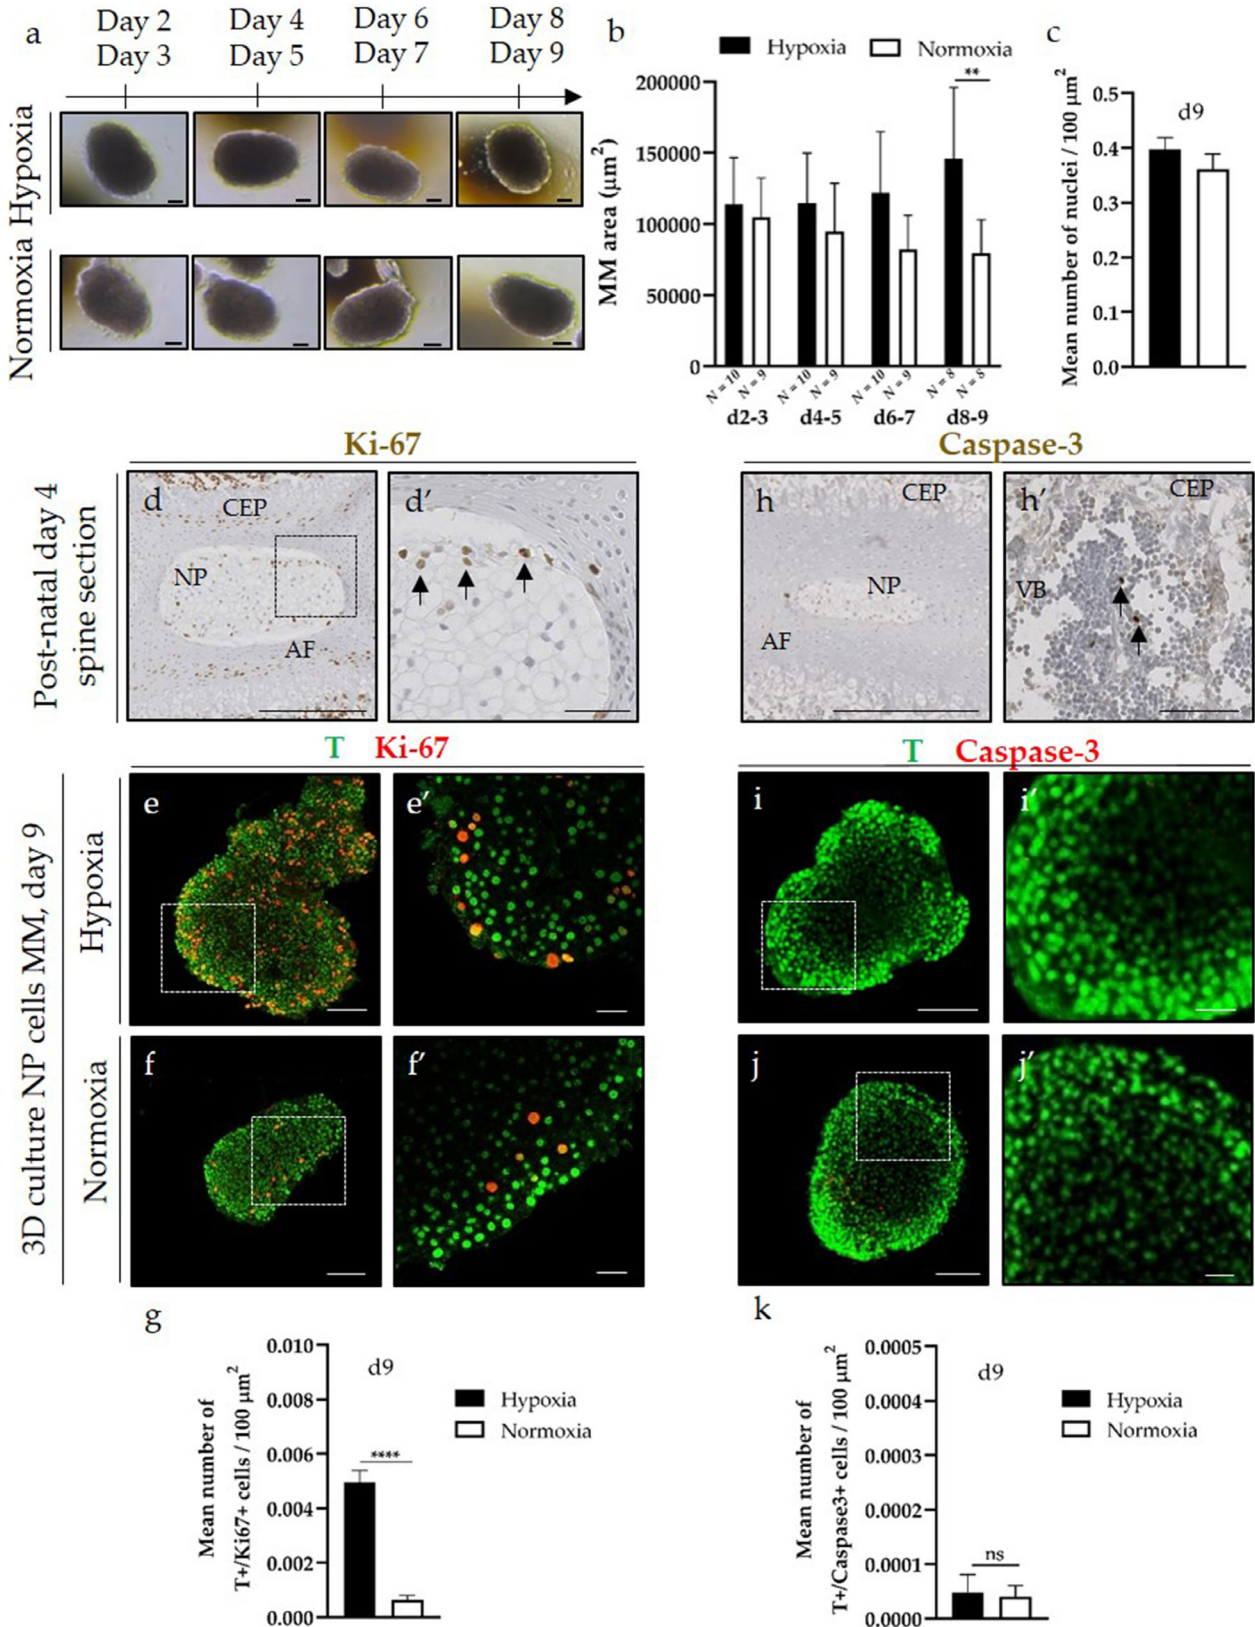 a
Day 2
Day 3
Day 4
Day 5
Day 6
Day 7
Day 8
Day 9
Hypoxia
Normoxia
b
Hypoxia
Normoxia
MM area (μm²)
200000
150000
100000
50000
0
**
N = 10
N = 9
N = 10
N = 9
N = 10
N = 9
N = 8
N = 8
d2-3
d4-5
d6-7
d8-9
c
Mean number of nuclei / 100 μm²
d9
0.5
0.4
0.3
0.2
0.1
0.0
Ki-67
Caspase-3
Post-natal day 4
spine section
d
CEP
NP
AF
d′
h
CEP
NP
AF
h′
CEP
VB
T Ki-67
T Caspase-3
3D culture NP cells MM, day 9
Hypoxia
e
e′
i
i′
Normoxia
f
f′
j
j′
g
Mean number of
T+/Ki67+ cells / 100 μm²
0.010
0.008
0.006
0.004
0.002
0.000
d9
****
Hypoxia
Normoxia
k
Mean number of
T+/Caspase3+ cells / 100 μm²
0.0005
0.0004
0.0003
0.0002
0.0001
0.0000
d9
ns
Hypoxia
Normoxia